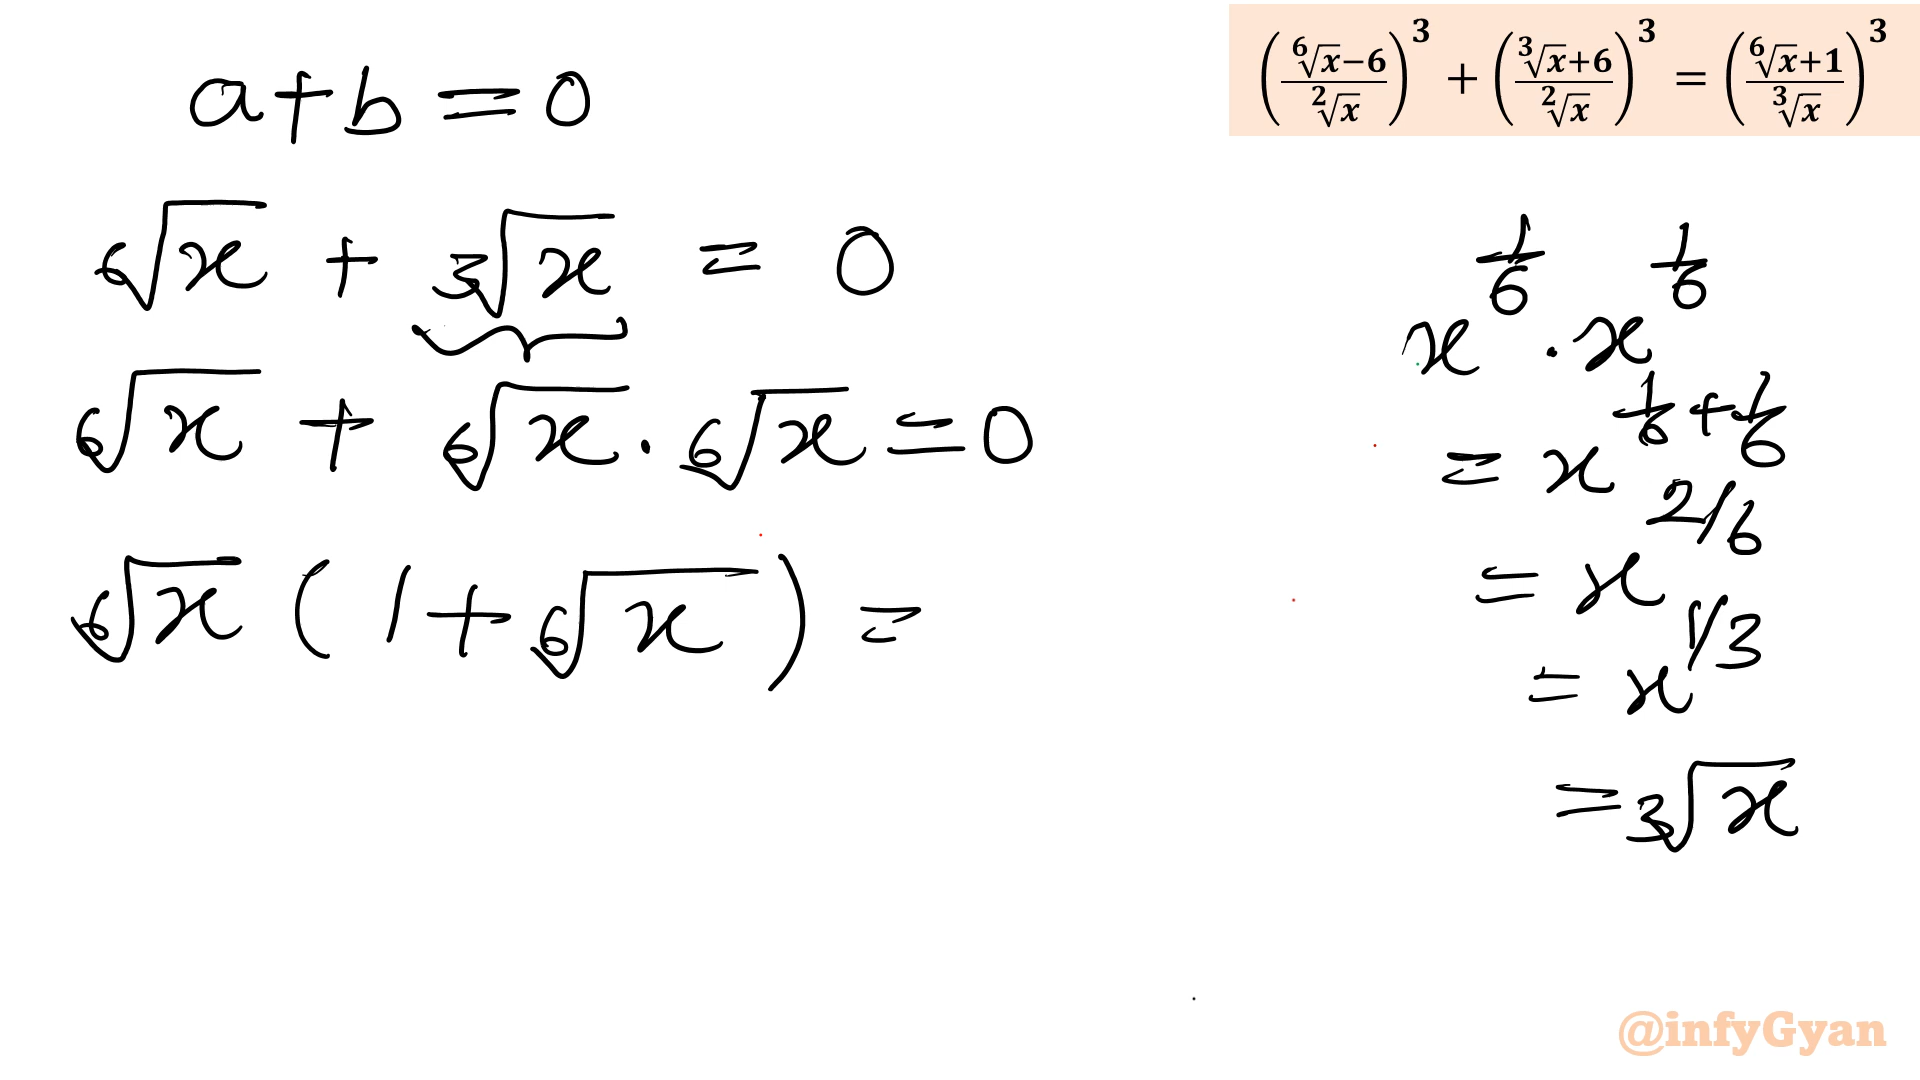 a+b=0
⁶√x + ³√x = 0
⁶√x + ⁶√x · ⁶√x = 0
⁶√x (1 + ⁶√x) =
((⁶√x−6)/²√x)³ + ((³√x+6)/²√x)³ = ((⁶√x+1)/³√x)³
x^(1/6) · x^(1/6)
= x^(1/6 + 1/6)
= x^(2/6)
= x^(1/3)
= ³√x
@infyGyan